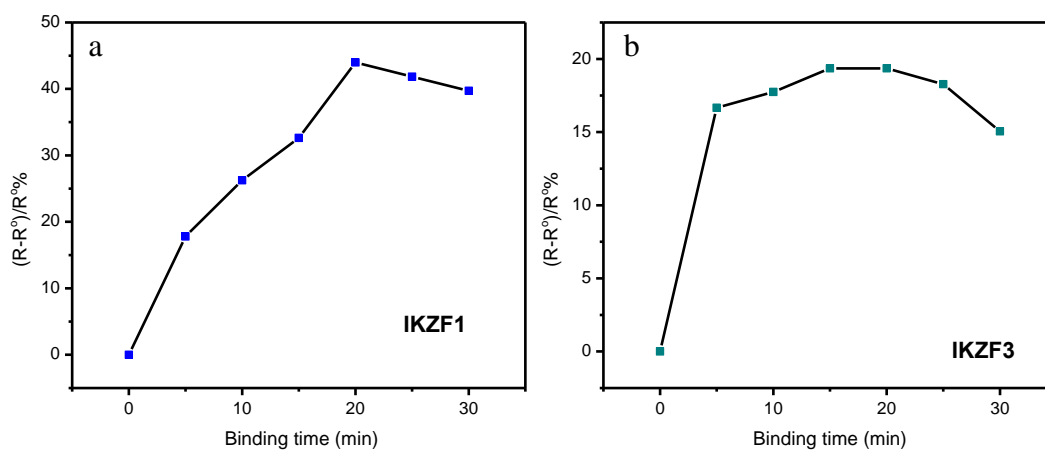 a
50
40
30
20
10
0
(R-R⁰)/R⁰%
IKZF1
0 10 20 30
Binding time (min)
b
20
15
10
5
0
(R-R⁰)/R⁰%
IKZF3
0 10 20 30
Binding time (min)